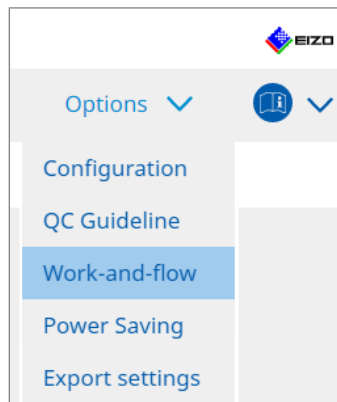 EIZO
Options
Configuration
QC Guideline
Work-and-flow
Power Saving
Export settings